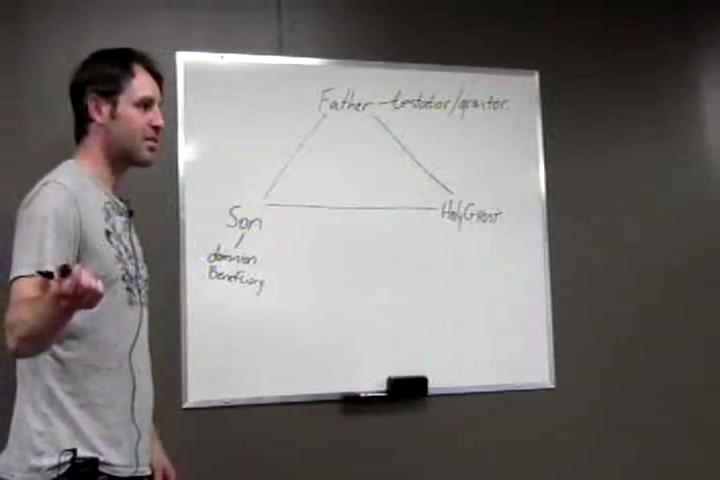 Father - testator/grantor.
Son
Holy Ghost
dominion
Beneficiary